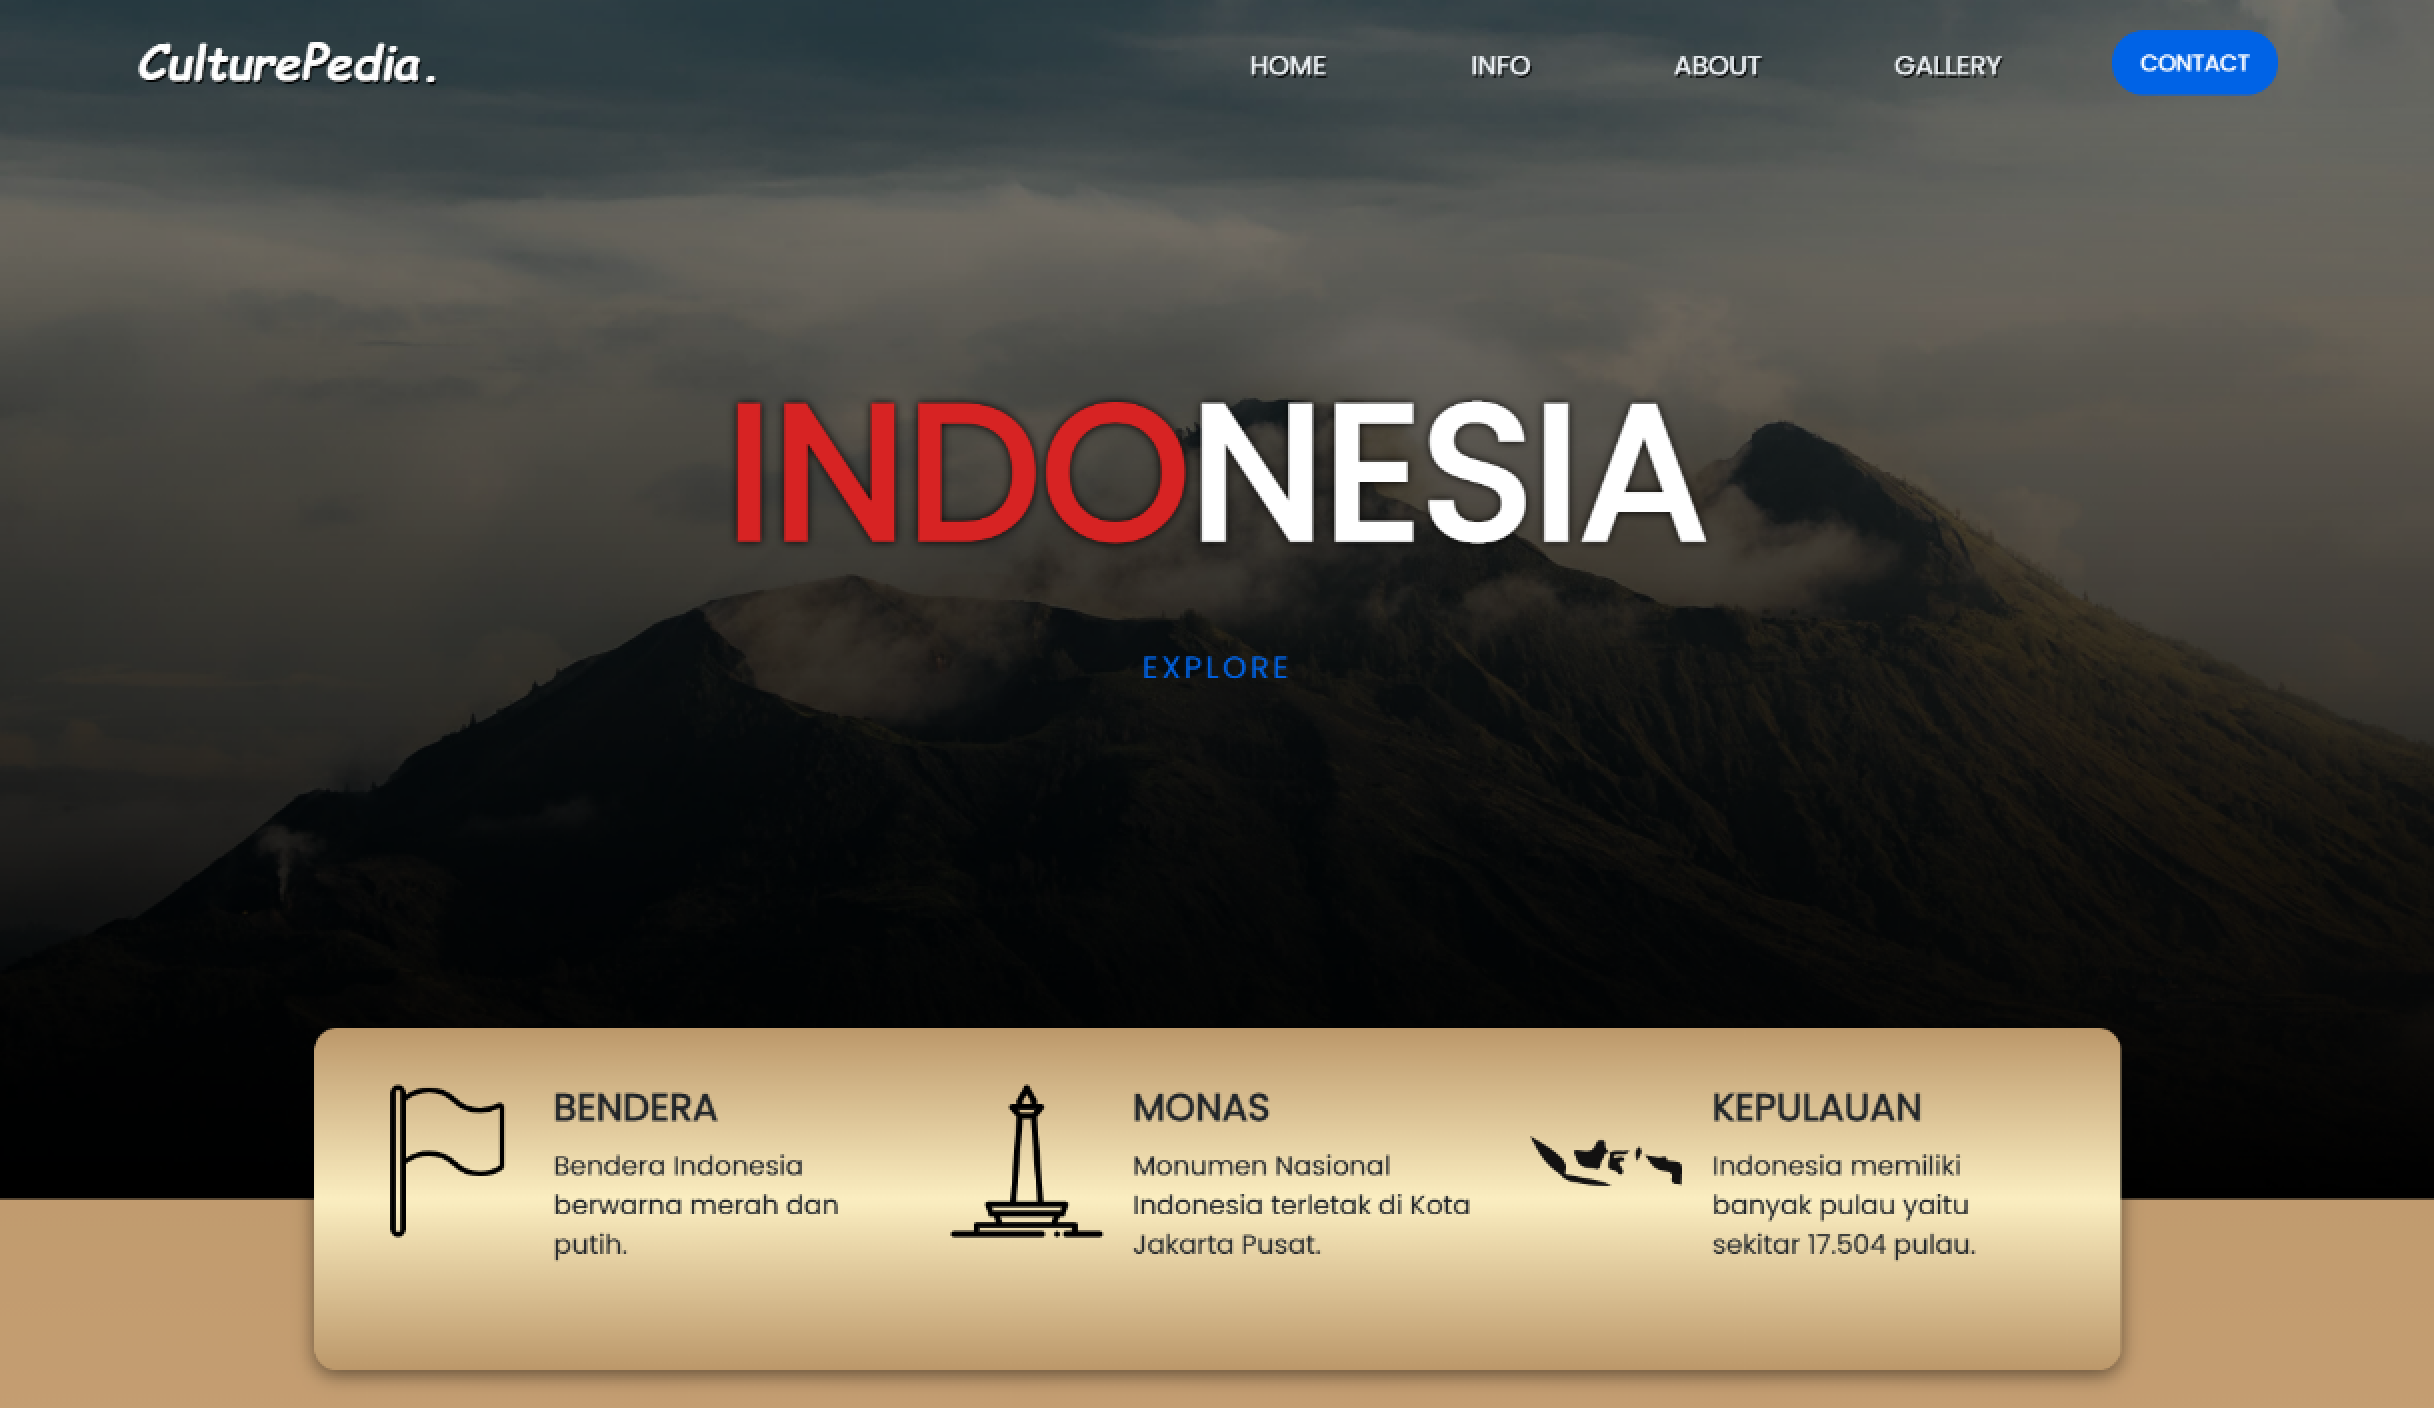 CulturePedia.
HOME
INFO
ABOUT
GALLERY
CONTACT
INDONESIA
EXPLORE
BENDERA
Bendera Indonesia
berwarna merah dan
putih.
MONAS
Monumen Nasional
Indonesia terletak di Kota
Jakarta Pusat.
KEPULAUAN
Indonesia memiliki
banyak pulau yaitu
sekitar 17.504 pulau.